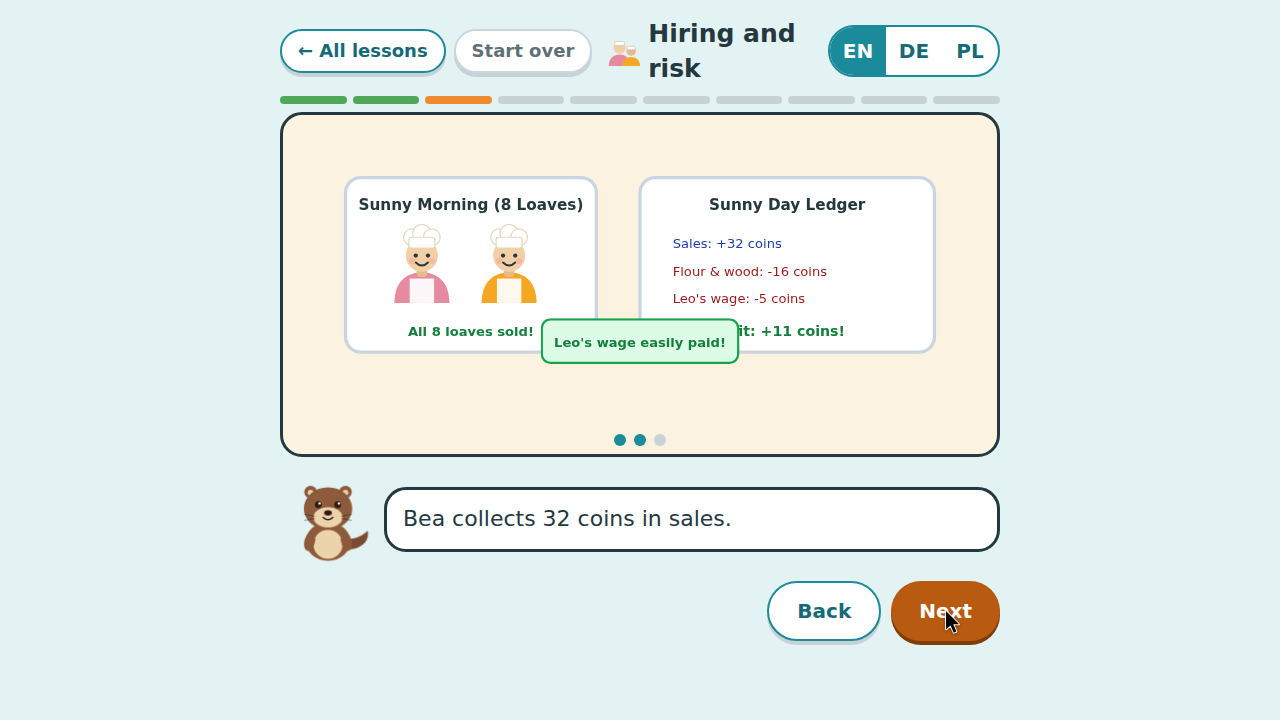 ← All lessons
Start over
Hiring and
risk
EN
DE
PL
Sunny Morning (8 Loaves)
All 8 loaves sold!
Sunny Day Ledger
Sales: +32 coins
Flour & wood: -16 coins
Leo's wage: -5 coins
it: +11 coins!
Leo's wage easily paid!
Bea collects 32 coins in sales.
Back
Next